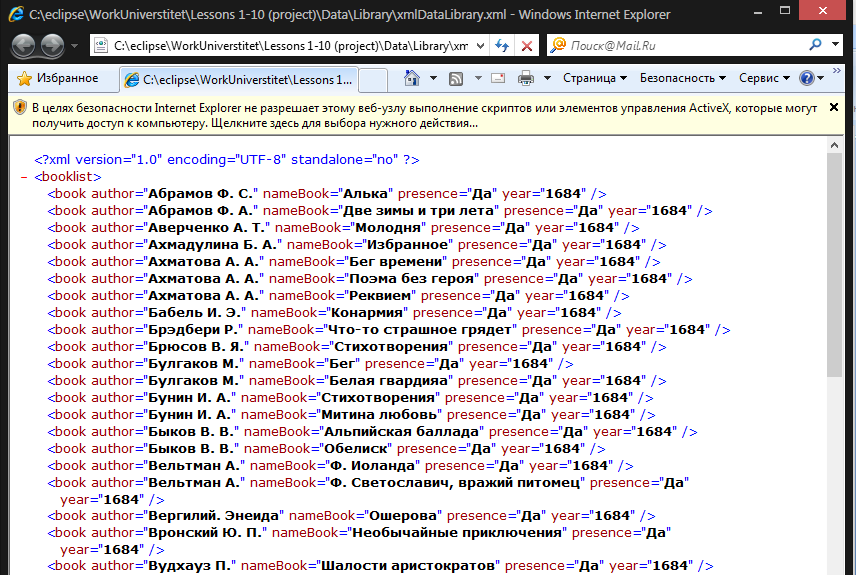 C:\eclipse\WorkUniverstitet\Lessons 1-10 (project)\Data\Library\xmlDataLibrary.xml - Windows Internet Explorer
C:\eclipse\WorkUniverstitet\Lessons 1-10 (project)\Data\Library\xm
Поиск@Mail.Ru
Избранное
C:\eclipse\WorkUniverstitet\Lessons 1...
Страница
Безопасность
Сервис
»
В целях безопасности Internet Explorer не разрешает этому веб-узлу выполнение скриптов или элементов управления ActiveX, которые могут
получить доступ к компьютеру. Щелкните здесь для выбора нужного действия...
<?xml version="1.0" encoding="UTF-8" standalone="no" ?>
- <booklist>
<book author="Абрамов Ф. С." nameBook="Алька" presence="Да" year="1684" />
<book author="Абрамов Ф. А." nameBook="Две зимы и три лета" presence="Да" year="1684" />
<book author="Аверченко А. Т." nameBook="Молодня" presence="Да" year="1684" />
<book author="Ахмадулина Б. А." nameBook="Избранное" presence="Да" year="1684" />
<book author="Ахматова А. А." nameBook="Бег времени" presence="Да" year="1684" />
<book author="Ахматова А. А." nameBook="Поэма без героя" presence="Да" year="1684" />
<book author="Ахматова А. А." nameBook="Реквием" presence="Да" year="1684" />
<book author="Бабель И. Э." nameBook="Конармия" presence="Да" year="1684" />
<book author="Брэдбери Р." nameBook="Что-то страшное грядет" presence="Да" year="1684" />
<book author="Брюсов В. Я." nameBook="Стихотворения" presence="Да" year="1684" />
<book author="Булгаков М." nameBook="Бег" presence="Да" year="1684" />
<book author="Булгаков М." nameBook="Белая гвардияа" presence="Да" year="1684" />
<book author="Бунин И. А." nameBook="Стихотворения" presence="Да" year="1684" />
<book author="Бунин И. А." nameBook="Митина любовь" presence="Да" year="1684" />
<book author="Быков В. В." nameBook="Альпийская баллада" presence="Да" year="1684" />
<book author="Быков В. В." nameBook="Обелиск" presence="Да" year="1684" />
<book author="Вельтман А." nameBook="Ф. Иоланда" presence="Да" year="1684" />
<book author="Вельтман А." nameBook="Ф. Светославич, вражий питомец" presence="Да"
year="1684" />
<book author="Вергилий. Энеида" nameBook="Ошерова" presence="Да" year="1684" />
<book author="Вронский Ю. П." nameBook="Необычайные приключения" presence="Да"
year="1684" />
<book author="Вудхауз П." nameBook="Шалости аристократов" presence="Да" year="1684" />